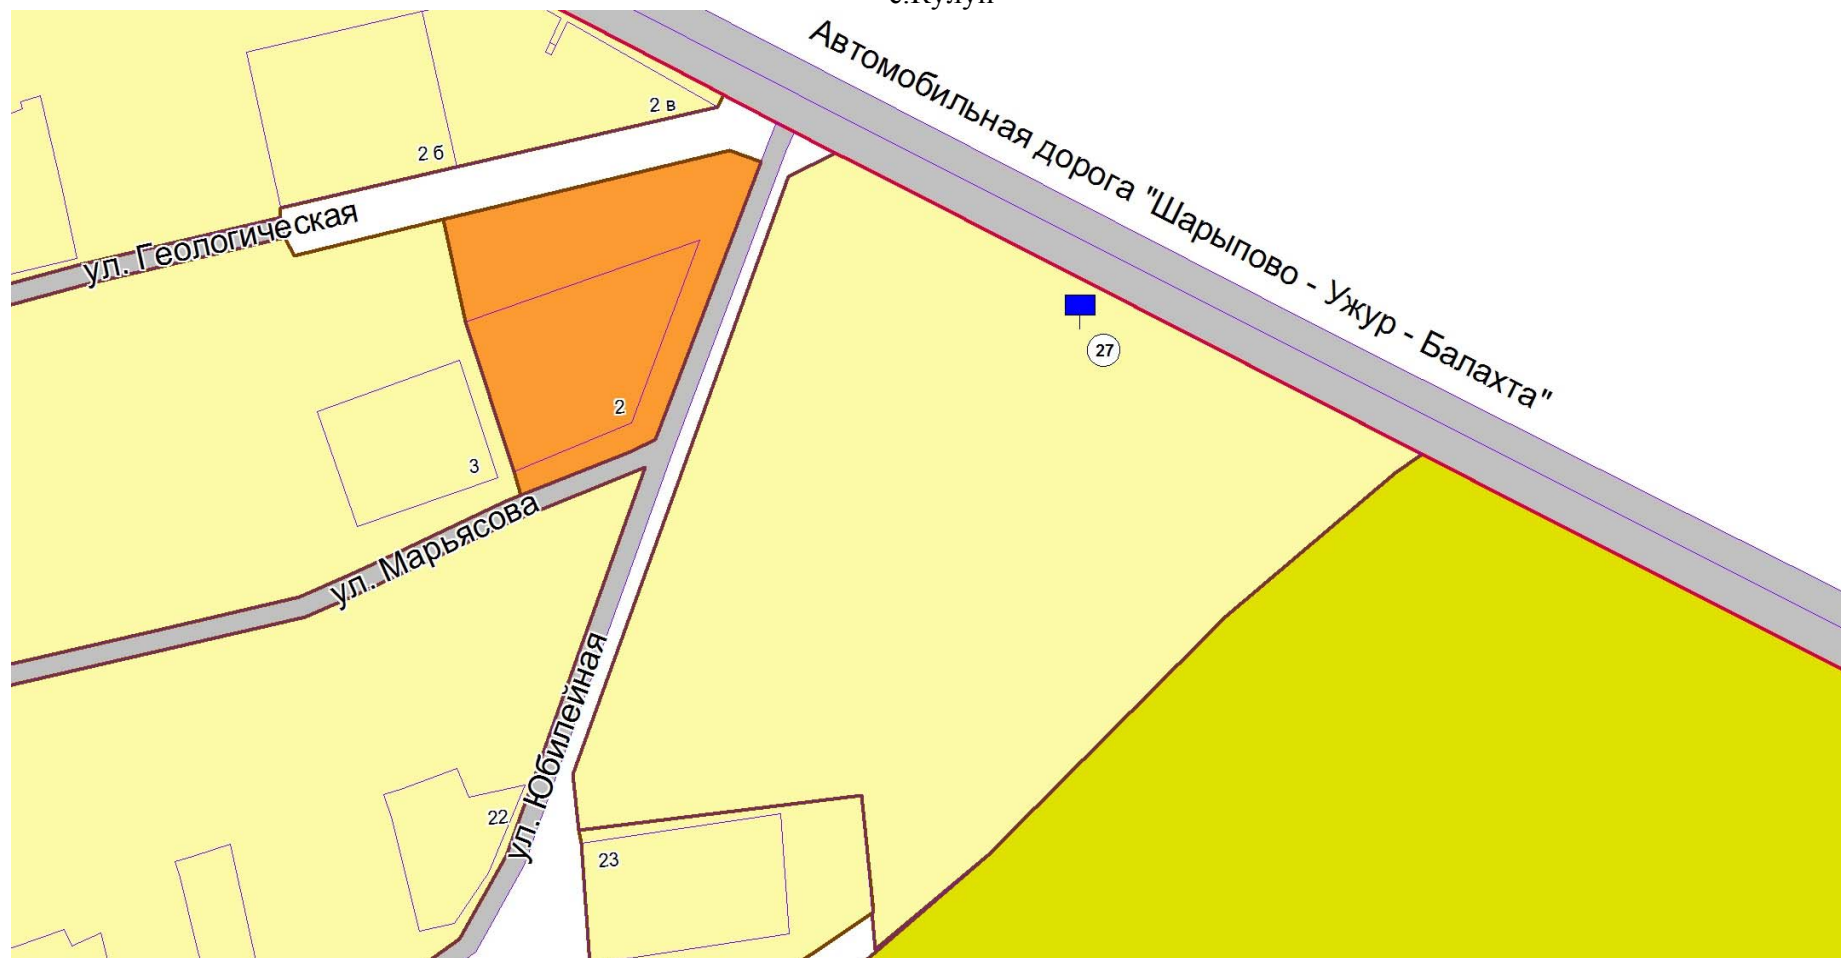 Автомобильная дорога "Шарыпово - Ужур - Балахта"
2 в
2 б
ул. Геологическая
27
2
3
ул. Марьясова
ул. Юбилейная
22
23